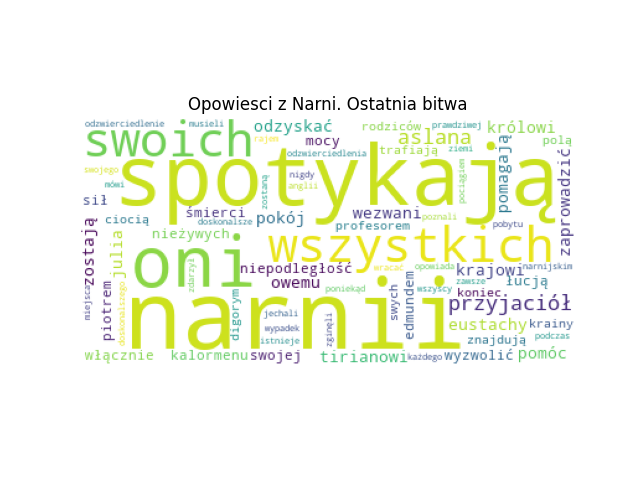 Opowiesci z Narni. Ostatnia bitwa
odzwierciedlenie musieli odzyskać rodziców prawdziwej królowi
swoich rajem mocy aslana polą
spotykają odzwierciedlenia trafiają ziemi
swojego mówi nigdy anglii zostaną pociągiem pomagają zaprowadzić
sił ciocią śmierci doskonalsze pokój wezwani poznali profesorem pobytu
zostają julia nieżywych wszystkich
oni niepodległość wracać opowiada krajowi narnijskim
miejsca piotrem doskonalszego zdarzył owemu poniekąd swych wszyscy zawsze koniec łucją
narnii digorym edmundem przyjaciół
jechali wypadek istnieje zginęli eustachy krainy
znajdują podczas
włącznie kalormenu swojej tirianowi każdego wyzwolić pomóc